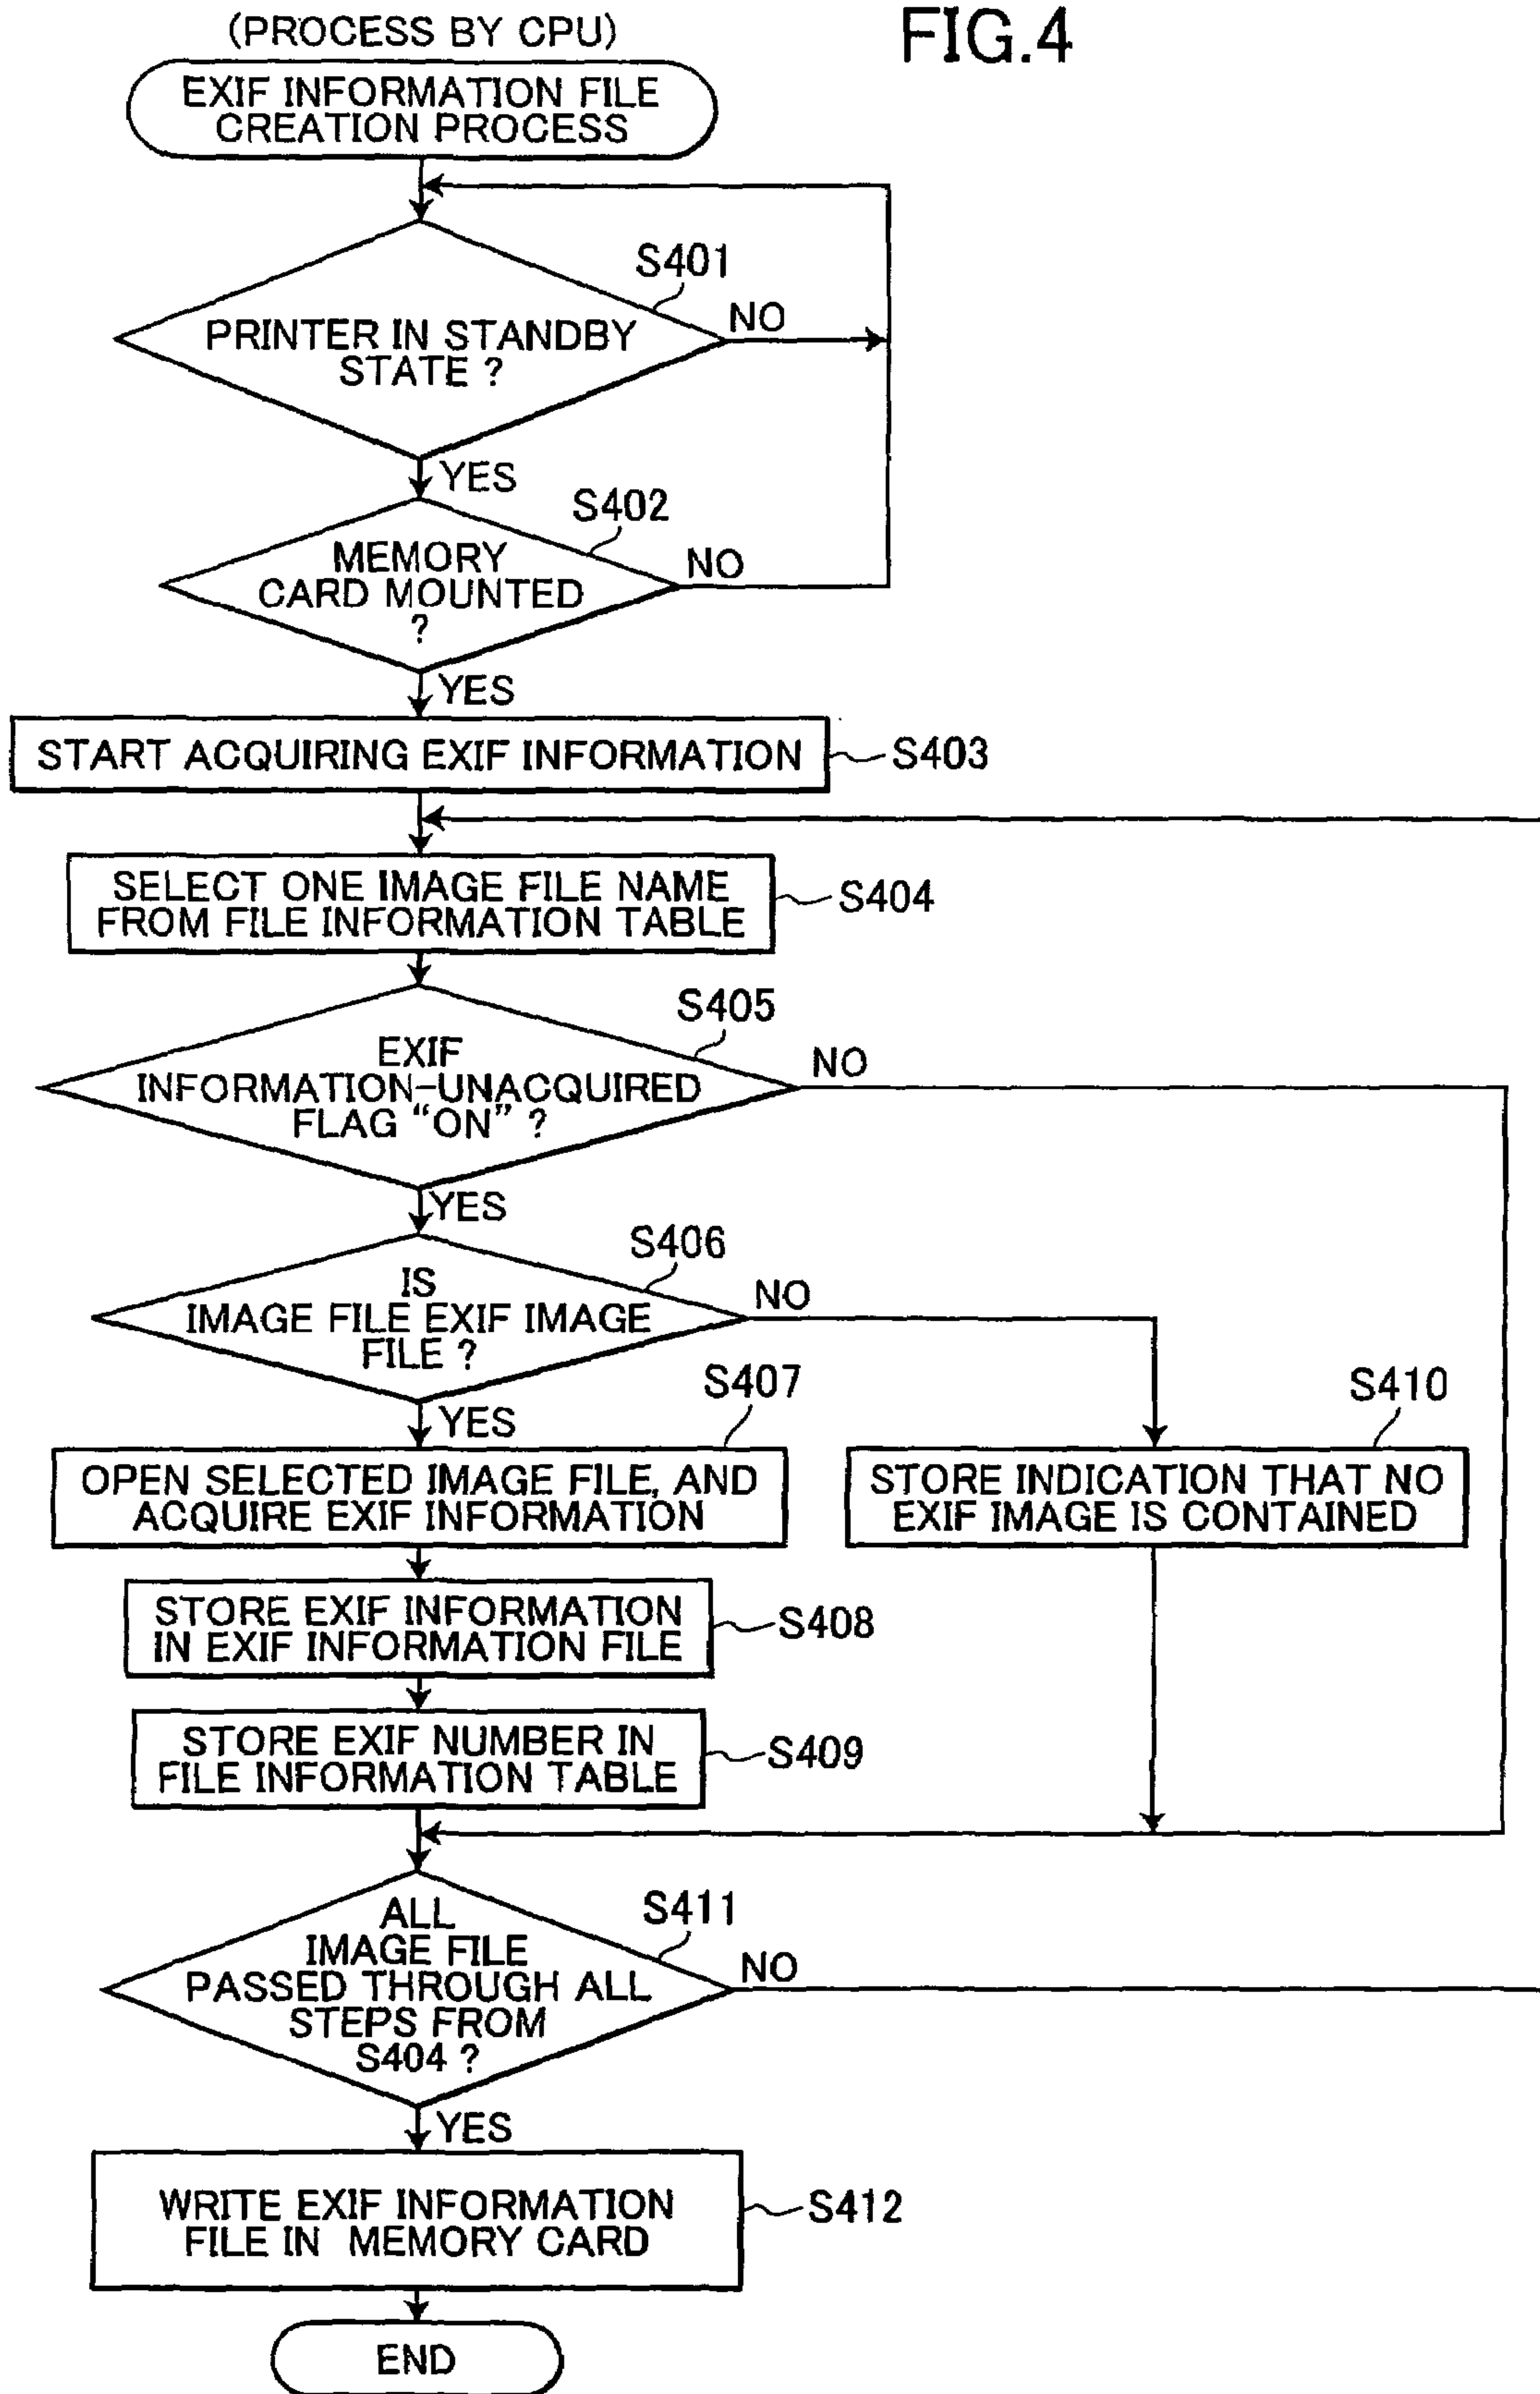 (PROCESS BY CPU)
FIG.4
EXIF INFORMATION FILE
CREATION PROCESS
S401
PRINTER IN STANDBY
STATE ?
NO
YES
S402
MEMORY
CARD MOUNTED
?
NO
YES
START ACQUIRING EXIF INFORMATION
S403
SELECT ONE IMAGE FILE NAME
FROM FILE INFORMATION TABLE
S404
S405
EXIF
INFORMATION-UNACQUIRED
FLAG “ON” ?
NO
YES
S406
IS
IMAGE FILE EXIF IMAGE
FILE ?
NO
YES
S407
OPEN SELECTED IMAGE FILE, AND
ACQUIRE EXIF INFORMATION
S410
STORE INDICATION THAT NO
EXIF IMAGE IS CONTAINED
STORE EXIF INFORMATION
IN EXIF INFORMATION FILE
S408
STORE EXIF NUMBER IN
FILE INFORMATION TABLE
S409
S411
ALL
IMAGE FILE
PASSED THROUGH ALL
STEPS FROM
S404 ?
NO
YES
WRITE EXIF INFORMATION
FILE IN MEMORY CARD
S412
END